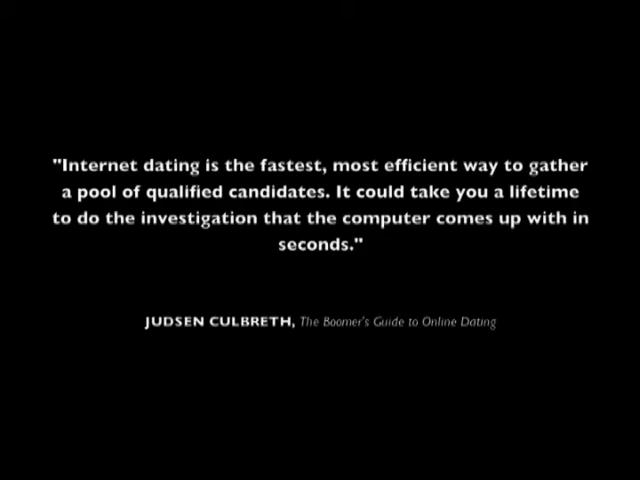 "Internet dating is the fastest, most efficient way to gather
a pool of qualified candidates. It could take you a lifetime
to do the investigation that the computer comes up with in
seconds."
JUDSEN CULBRETH, The Boomer's Guide to Online Dating